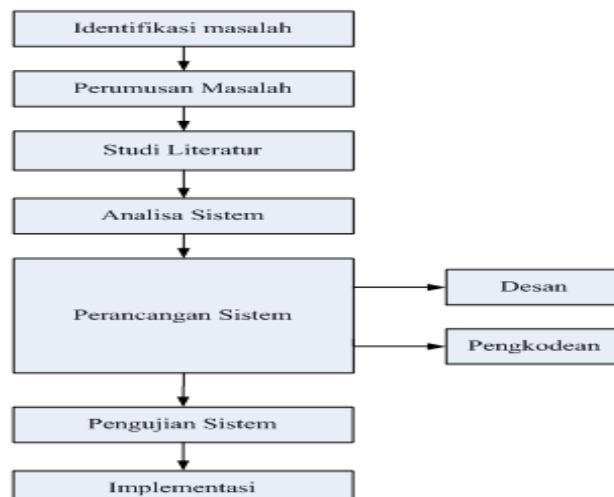 Identifikasi masalah
Perumusan Masalah
Studi Literatur
Analisa Sistem
Perancangan Sistem
Desan
Pengkodean
Pengujian Sistem
Implementasi